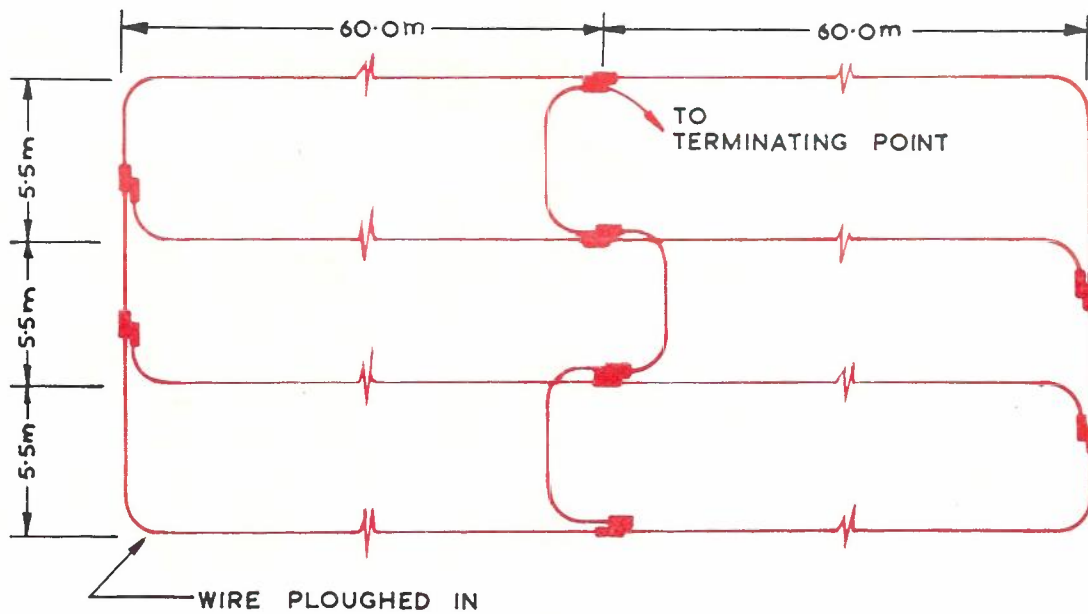 60·0m
60·0m
TO
TERMINATING POINT
5·5m
5·5m
5·5m
WIRE PLOUGHED IN